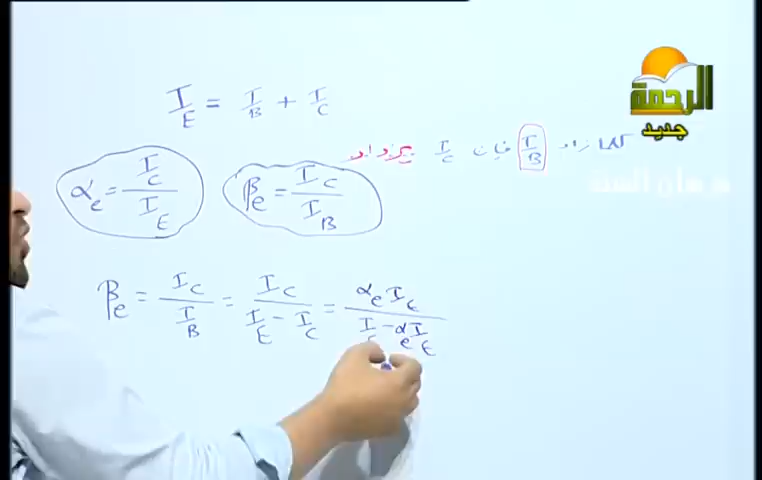 الرحمة
جديد
I_E = I_B + I_C
كلما زاد I_B فإن I_C يزداد
α_e = I_C / I_E
β_e = I_C / I_B
β_e = I_C / I_B = I_C / (I_E - I_C) = α_e I_E / (I_E - α_e I_E)